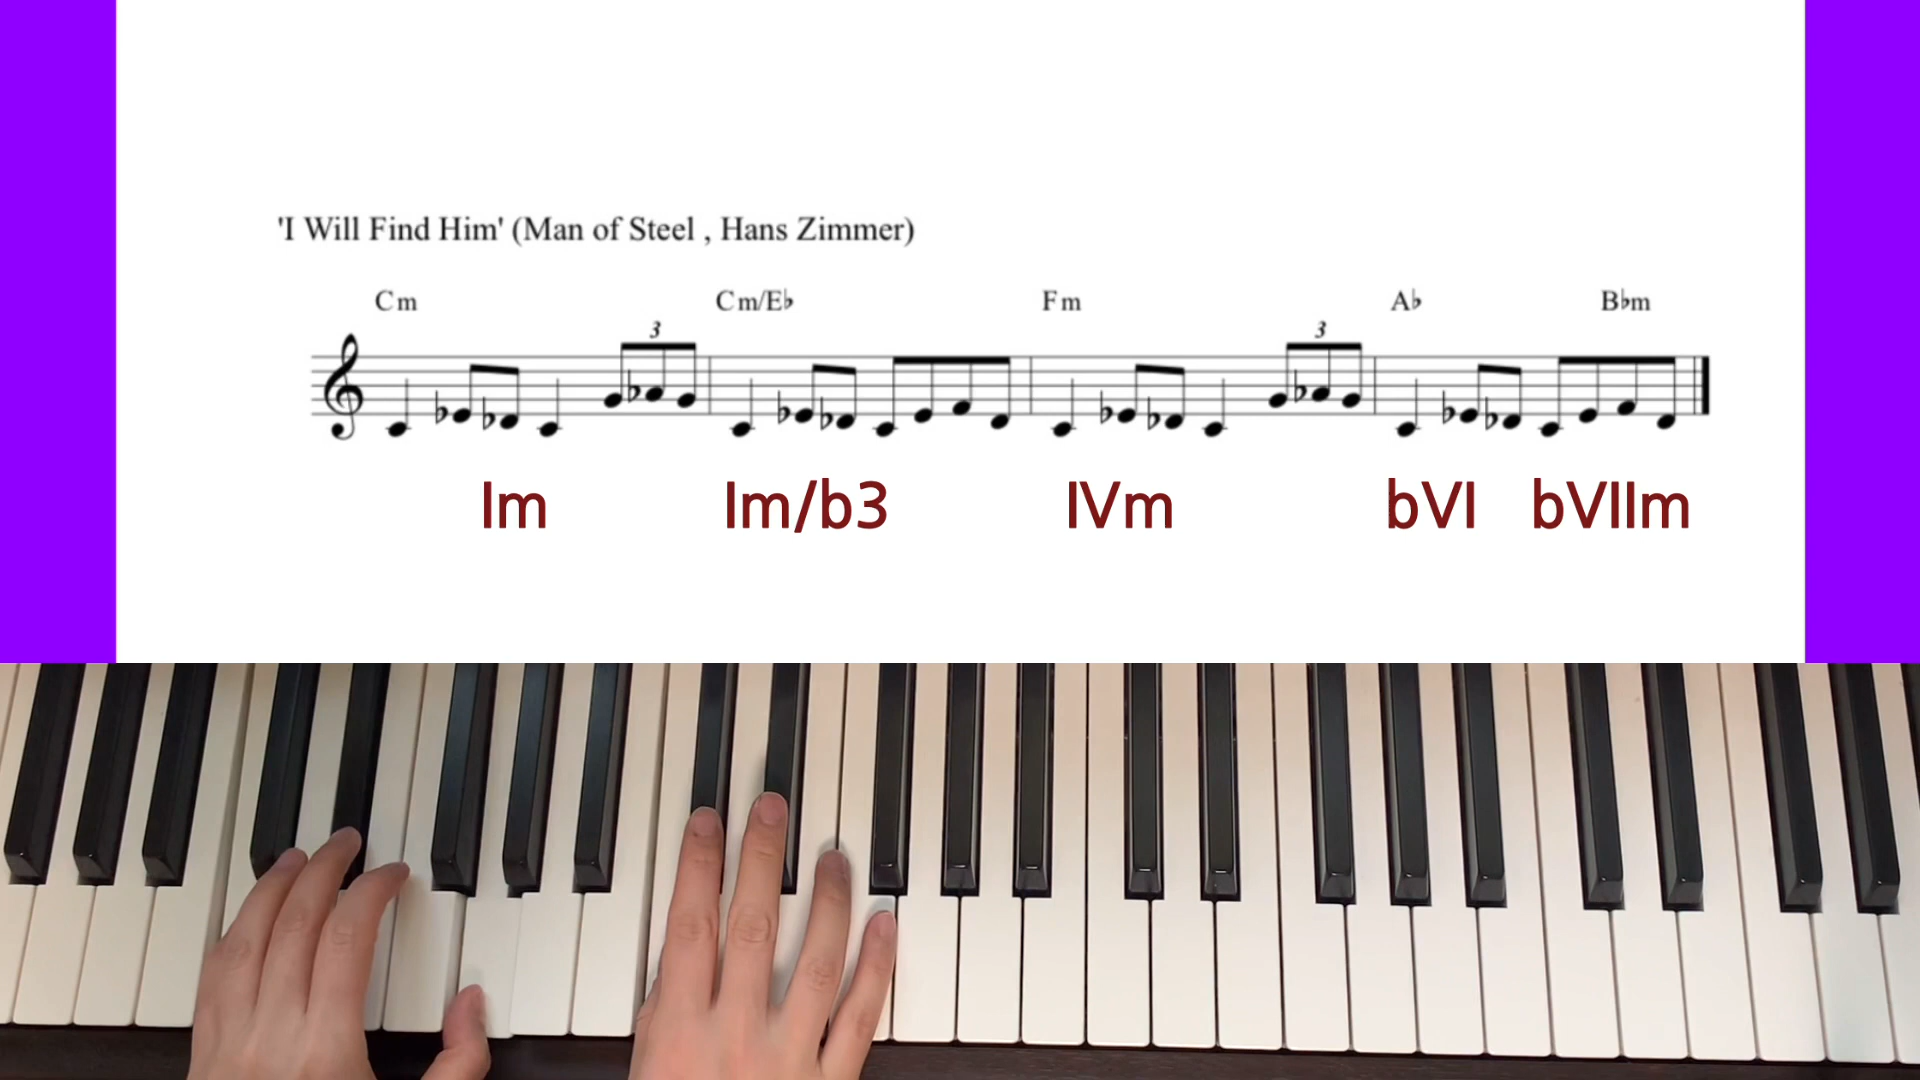 'I Will Find Him' (Man of Steel , Hans Zimmer)
Cm Cm/E♭ Fm A♭ B♭m
3 3
Im Im/b3 IVm bVI bVIIm